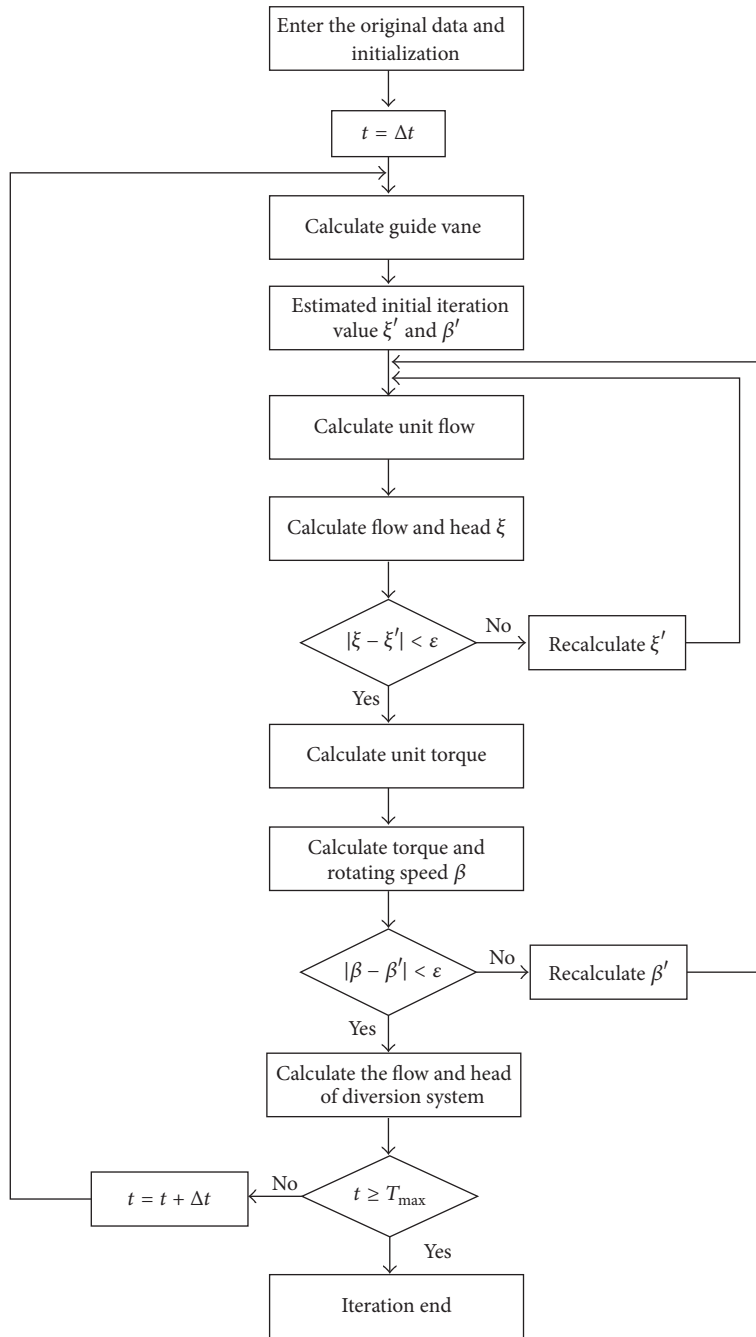 Enter the original data and
initialization
t = Δt
Calculate guide vane
Estimated initial iteration
value ξ′ and β′
Calculate unit flow
Calculate flow and head ξ
|ξ − ξ′| < ε
No
Recalculate ξ′
Yes
Calculate unit torque
Calculate torque and
rotating speed β
|β − β′| < ε
No
Recalculate β′
Yes
Calculate the flow and head
of diversion system
t ≥ Tmax
No
t = t + Δt
Yes
Iteration end